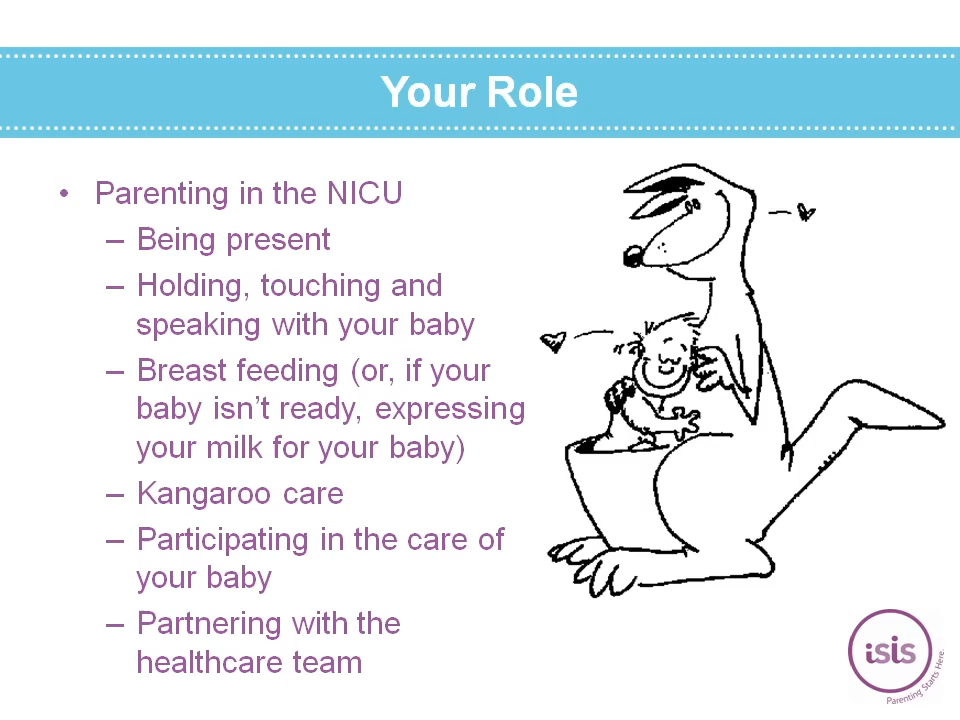 Your Role
• Parenting in the NICU
– Being present
– Holding, touching and
speaking with your baby
– Breast feeding (or, if your
baby isn’t ready, expressing
your milk for your baby)
– Kangaroo care
– Participating in the care of
your baby
– Partnering with the
healthcare team
isis
Parenting Starts Here.